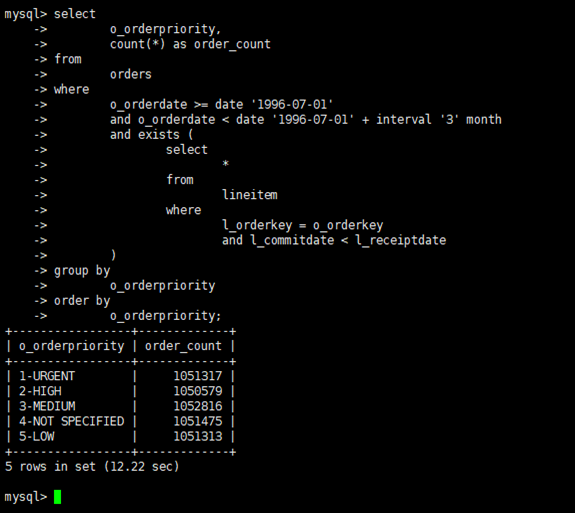 mysql> select
    ->         o_orderpriority,
    ->         count(*) as order_count
    -> from
    ->         orders
    -> where
    ->         o_orderdate >= date '1996-07-01'
    ->         and o_orderdate < date '1996-07-01' + interval '3' month
    ->         and exists (
    ->                 select
    ->                         *
    ->                 from
    ->                         lineitem
    ->                 where
    ->                         l_orderkey = o_orderkey
    ->                         and l_commitdate < l_receiptdate
    ->         )
    -> group by
    ->         o_orderpriority
    -> order by
    ->         o_orderpriority;
+-----------------+-------------+
| o_orderpriority | order_count |
+-----------------+-------------+
| 1-URGENT        |     1051317 |
| 2-HIGH          |     1050579 |
| 3-MEDIUM        |     1052816 |
| 4-NOT SPECIFIED |     1051475 |
| 5-LOW           |     1051313 |
+-----------------+-------------+
5 rows in set (12.22 sec)

mysql>